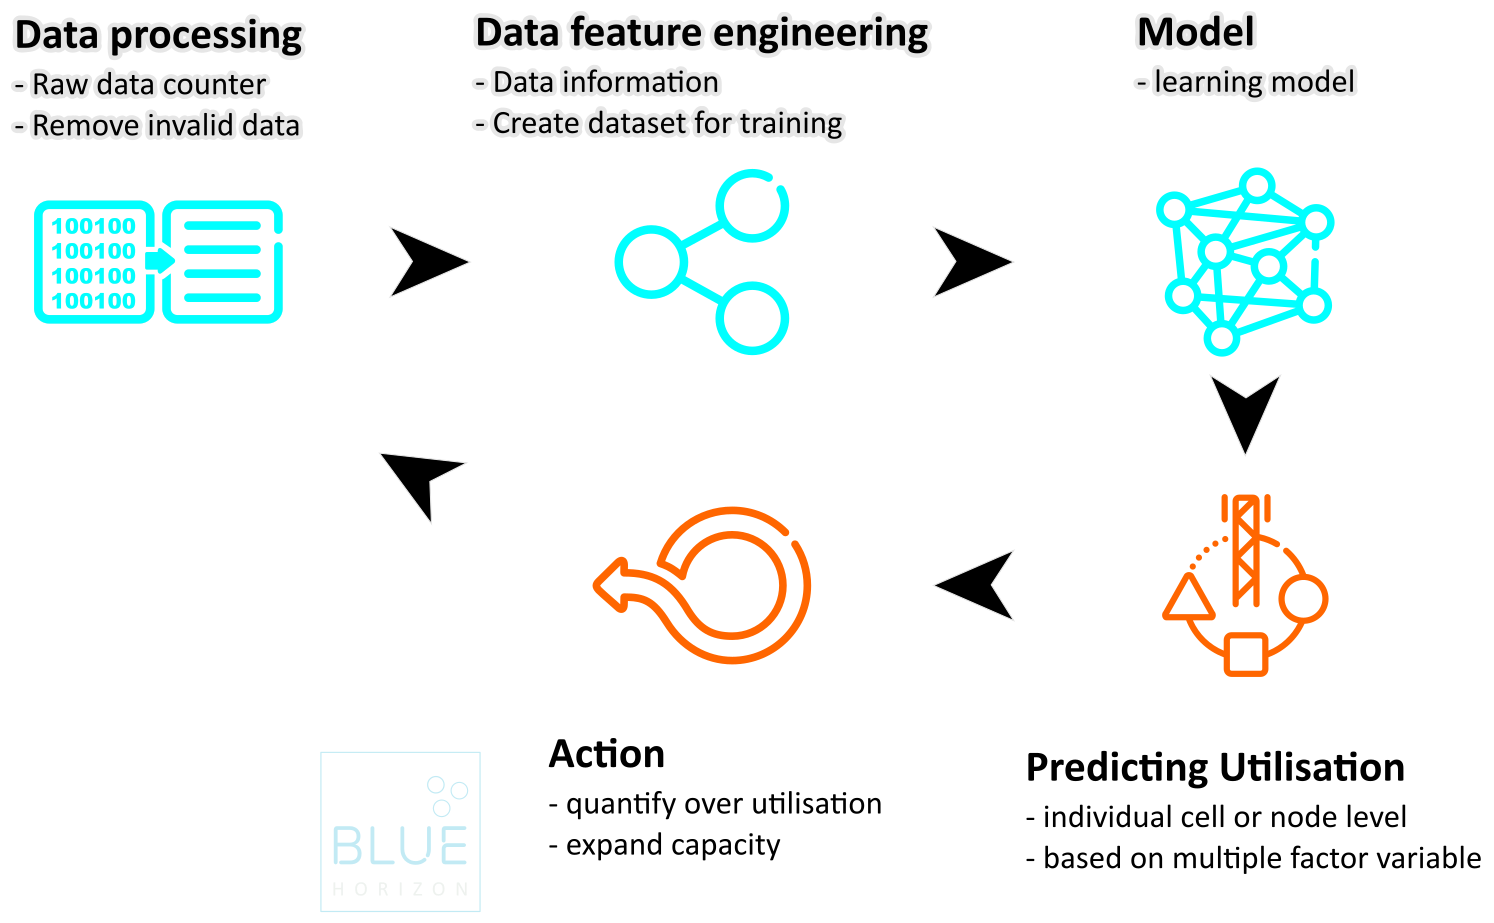 Data processing
- Raw data counter
- Remove invalid data
Data feature engineering
- Data information
- Create dataset for training
Model
- learning model
100100
100100
100100
100100
Action
- quantify over utilisation
- expand capacity
Predicting Utilisation
- individual cell or node level
- based on multiple factor variable
BLUE
HORIZON